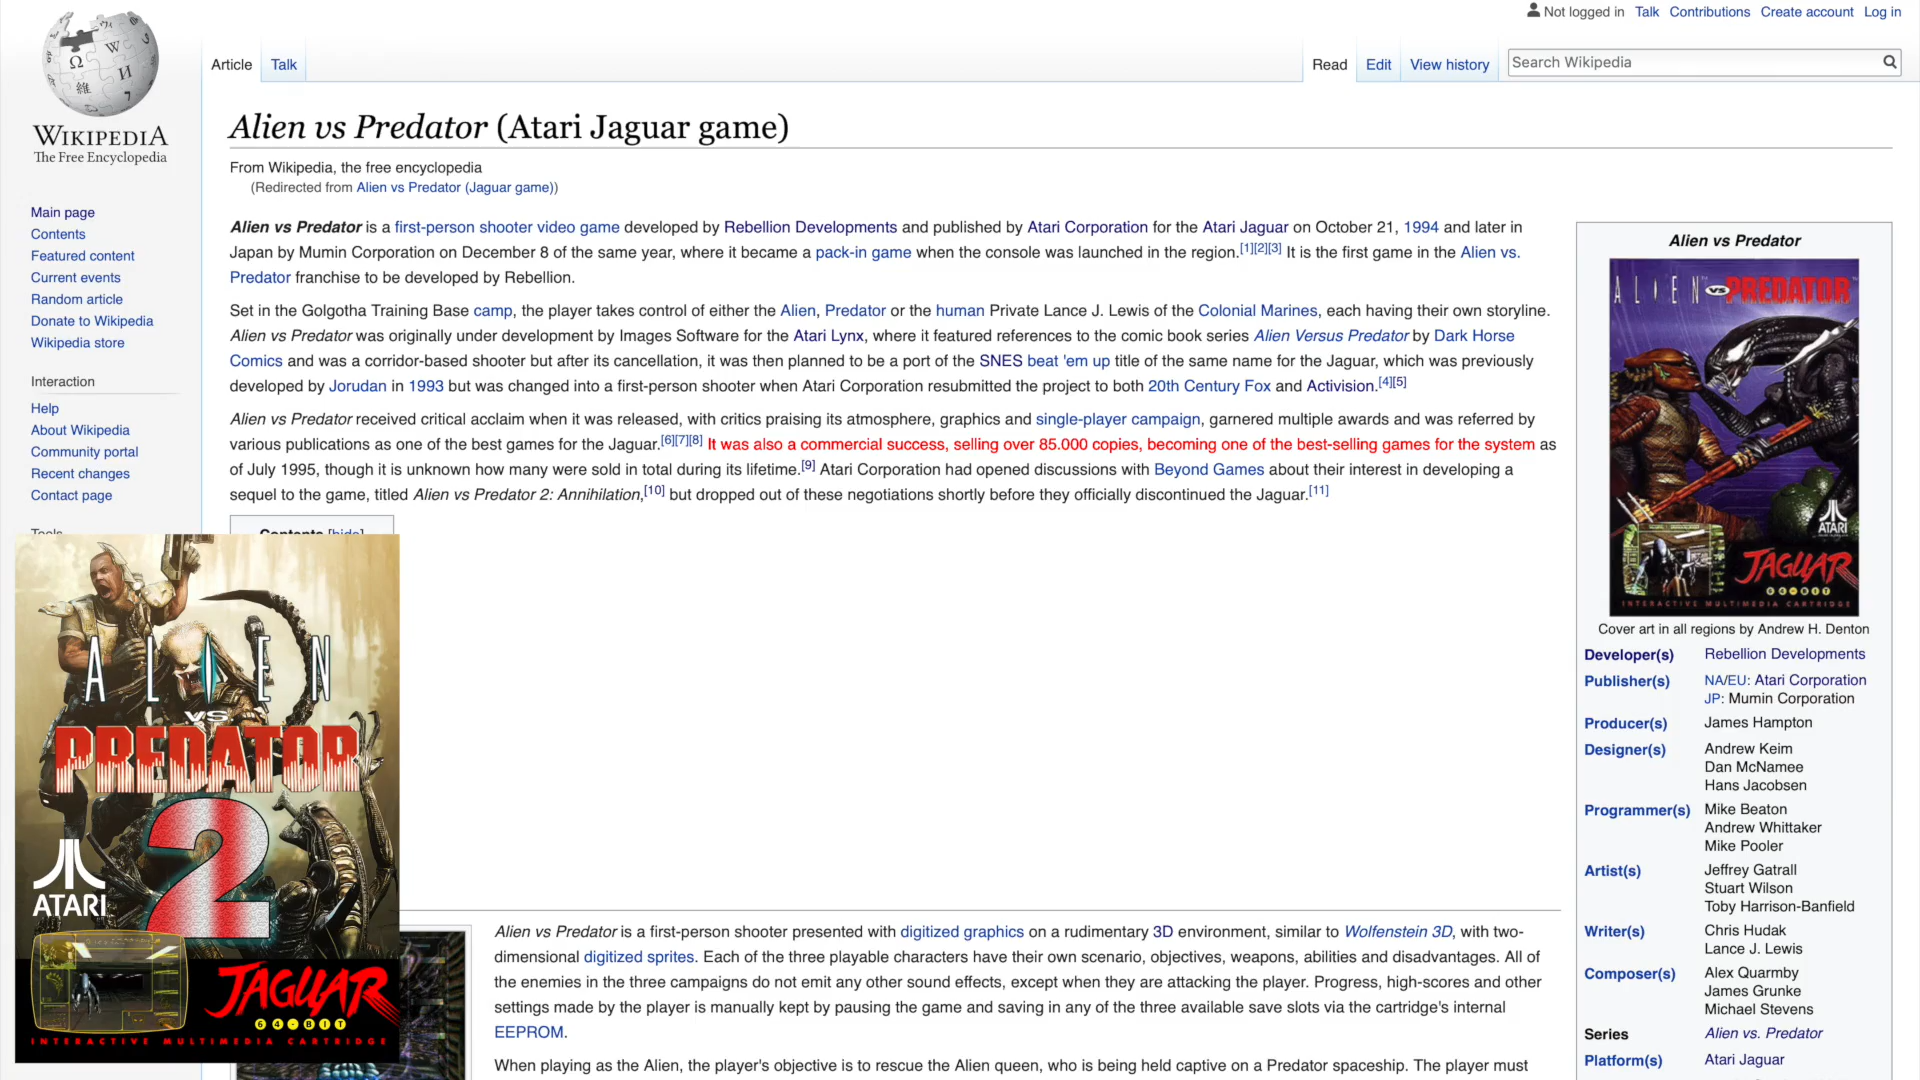 Not logged in Talk Contributions Create account Log in
Article Talk Read Edit View history Search Wikipedia
WIKIPEDIA
The Free Encyclopedia
Main page
Contents
Featured content
Current events
Random article
Donate to Wikipedia
Wikipedia store
Interaction
Help
About Wikipedia
Community portal
Recent changes
Contact page
Tools
Alien vs Predator (Atari Jaguar game)
From Wikipedia, the free encyclopedia
(Redirected from Alien vs Predator (Jaguar game))
Alien vs Predator is a first-person shooter video game developed by Rebellion Developments and published by Atari Corporation for the Atari Jaguar on October 21, 1994 and later in
Japan by Mumin Corporation on December 8 of the same year, where it became a pack-in game when the console was launched in the region.[1][2][3] It is the first game in the Alien vs.
Predator franchise to be developed by Rebellion.
Set in the Golgotha Training Base camp, the player takes control of either the Alien, Predator or the human Private Lance J. Lewis of the Colonial Marines, each having their own storyline.
Alien vs Predator was originally under development by Images Software for the Atari Lynx, where it featured references to the comic book series Alien Versus Predator by Dark Horse
Comics and was a corridor-based shooter but after its cancellation, it was then planned to be a part of the SNES beat 'em up title of the same name for the Jaguar, which was previously
developed by Jorudan in 1993 but was changed into a first-person shooter when Atari Corporation resubmitted the project to both 20th Century Fox and Activision.[4][5]
Alien vs Predator received critical acclaim when it was released, with critics praising its atmosphere, graphics and single-player campaign, garnered multiple awards and was referred by
various publications as one of the best games for the Jaguar.[6][7][8] It was also a commercial success, selling over 85.000 copies, becoming one of the best-selling games for the system as
of July 1995, though it is unknown how many were sold in total during its lifetime.[9] Atari Corporation had opened discussions with Beyond Games about their interest in developing a
sequel to the game, titled Alien vs Predator 2: Annihilation,[10] but dropped out of these negotiations shortly before they officially discontinued the Jaguar.[11]
Contents [hide]
ALIEN
VS
PREDATOR
2
ATARI
JAGUAR
64-BIT
INTERACTIVE MULTIMEDIA CARTRIDGE
Alien vs Predator is a first-person shooter presented with digitized graphics on a rudimentary 3D environment, similar to Wolfenstein 3D, with two-
dimensional digitized sprites. Each of the three playable characters have their own scenario, objectives, weapons, abilities and disadvantages. All of
the enemies in the three campaigns do not emit any other sound effects, except when they are attacking the player. Progress, high-scores and other
settings made by the player is manually kept by pausing the game and saving in any of the three available save slots via the cartridge's internal
EEPROM.
When playing as the Alien, the player's objective is to rescue the Alien queen, who is being held captive on a Predator spaceship. The player must
Alien vs Predator
ALIEN VS PREDATOR
ATARI
JAGUAR
64-BIT
INTERACTIVE MULTIMEDIA CARTRIDGE
Cover art in all regions by Andrew H. Denton
Developer(s) Rebellion Developments
Publisher(s) NA/EU: Atari Corporation
JP: Mumin Corporation
Producer(s) James Hampton
Designer(s) Andrew Keim
Dan McNamee
Hans Jacobsen
Programmer(s) Mike Beaton
Andrew Whittaker
Mike Pooler
Artist(s) Jeffrey Gatrall
Stuart Wilson
Toby Harrison-Banfield
Writer(s) Chris Hudak
Lance J. Lewis
Composer(s) Alex Quarmby
James Grunke
Michael Stevens
Series Alien vs. Predator
Platform(s) Atari Jaguar